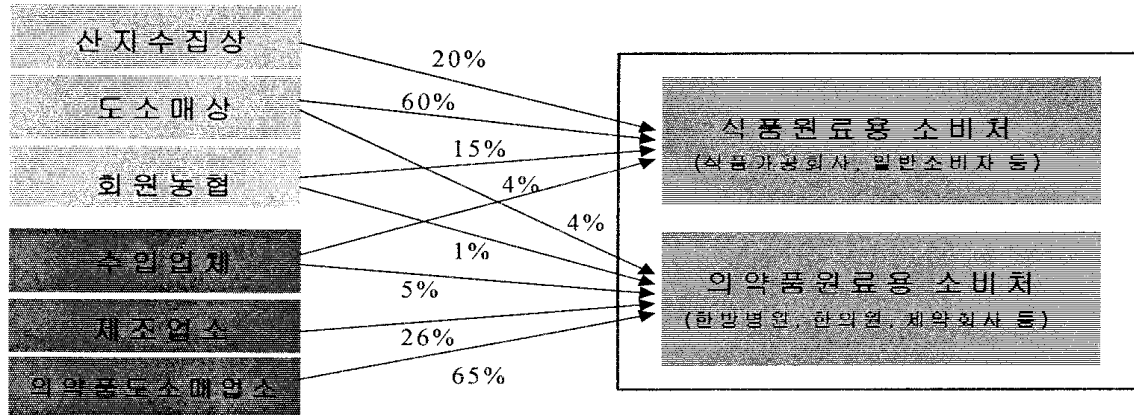 산지수집상
도소매상
회원농협
수입업체
제조업소
의약품도소매업소
20%
60%
15%
4%
4%
1%
5%
26%
65%
식품원료용 소비처
(식품가공회사, 일반소비자 등)
의약품원료용 소비처
(한방병원, 한의원, 제약회사 등)